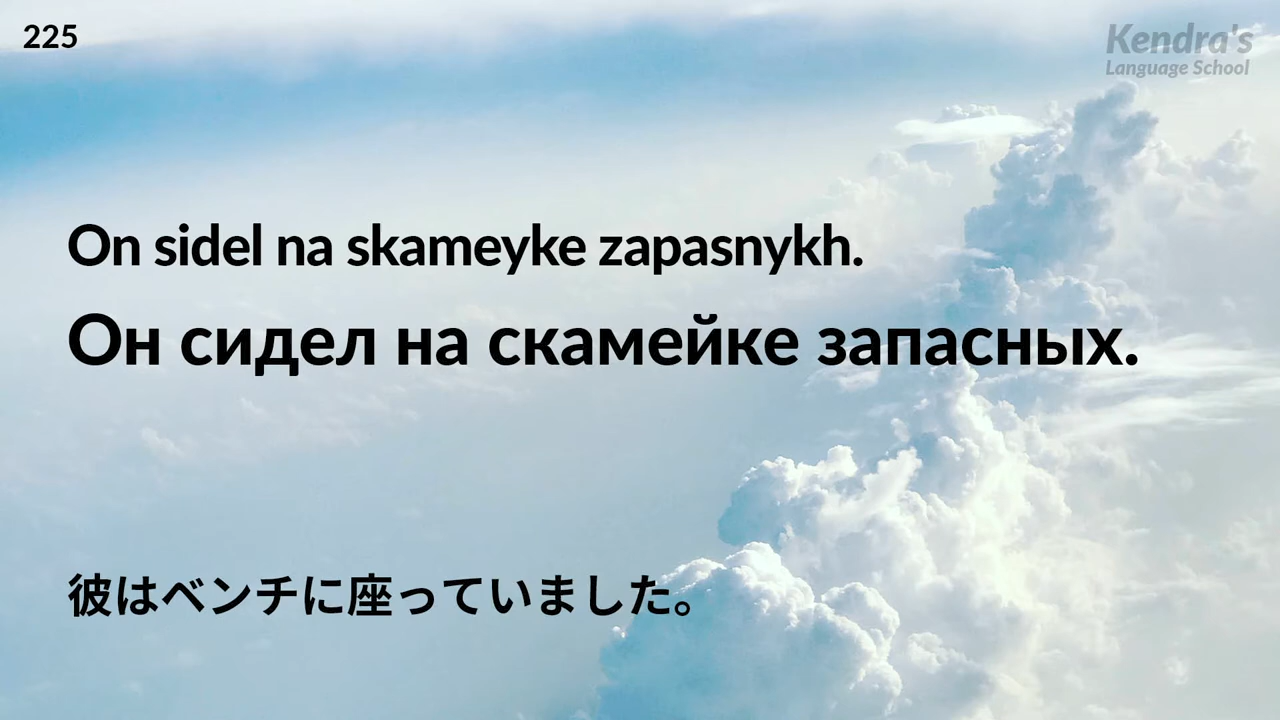 225
Kendra's
Language School
On sidel na skameyke zapasnykh.
Он сидел на скамейке запасных.
彼はベンチに座っていました。